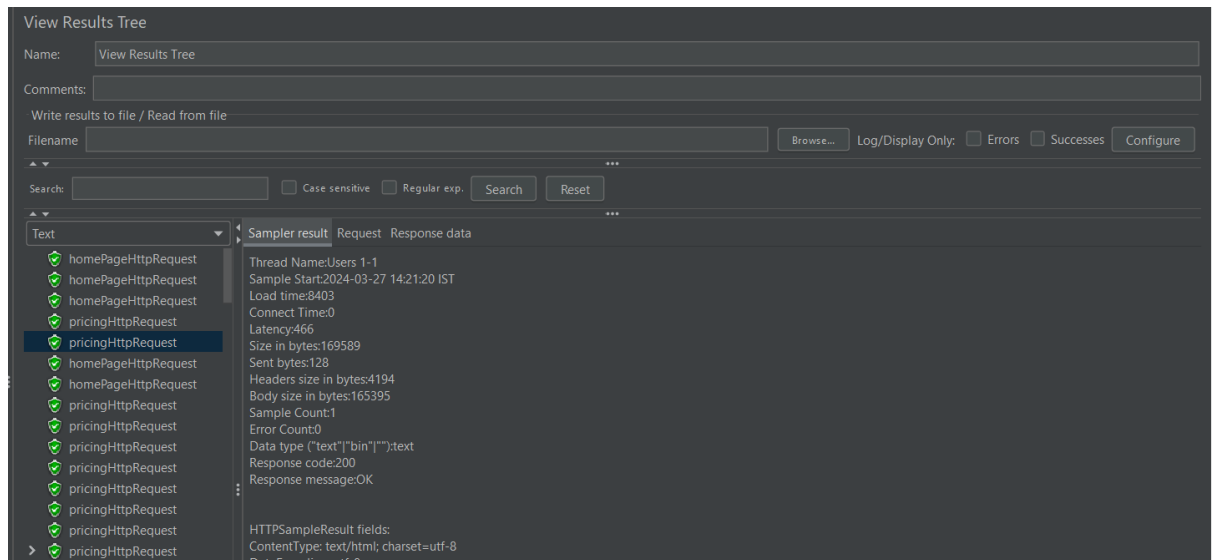 View Results Tree
Name: View Results Tree
Comments:
Write results to file / Read from file
Filename Browse... Log/Display Only: Errors Successes Configure
Search: Case sensitive Regular exp. Search Reset
Text
homePageHttpRequest
homePageHttpRequest
homePageHttpRequest
pricingHttpRequest
pricingHttpRequest
homePageHttpRequest
homePageHttpRequest
pricingHttpRequest
pricingHttpRequest
pricingHttpRequest
pricingHttpRequest
pricingHttpRequest
pricingHttpRequest
pricingHttpRequest
pricingHttpRequest
Sampler result Request Response data
Thread Name:Users 1-1
Sample Start:2024-03-27 14:21:20 IST
Load time:8403
Connect Time:0
Latency:466
Size in bytes:169589
Sent bytes:128
Headers size in bytes:4194
Body size in bytes:165395
Sample Count:1
Error Count:0
Data type ("text"|"bin"|""):text
Response code:200
Response message:OK
HTTPSampleResult fields:
ContentType: text/html; charset=utf-8